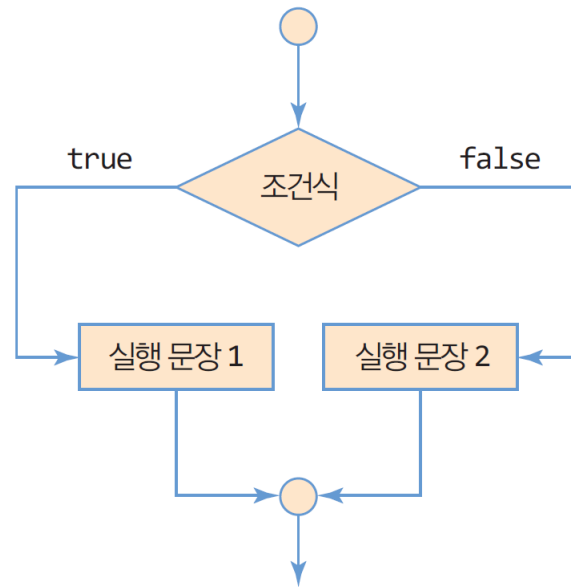 true
false
조건식
실행 문장 1
실행 문장 2